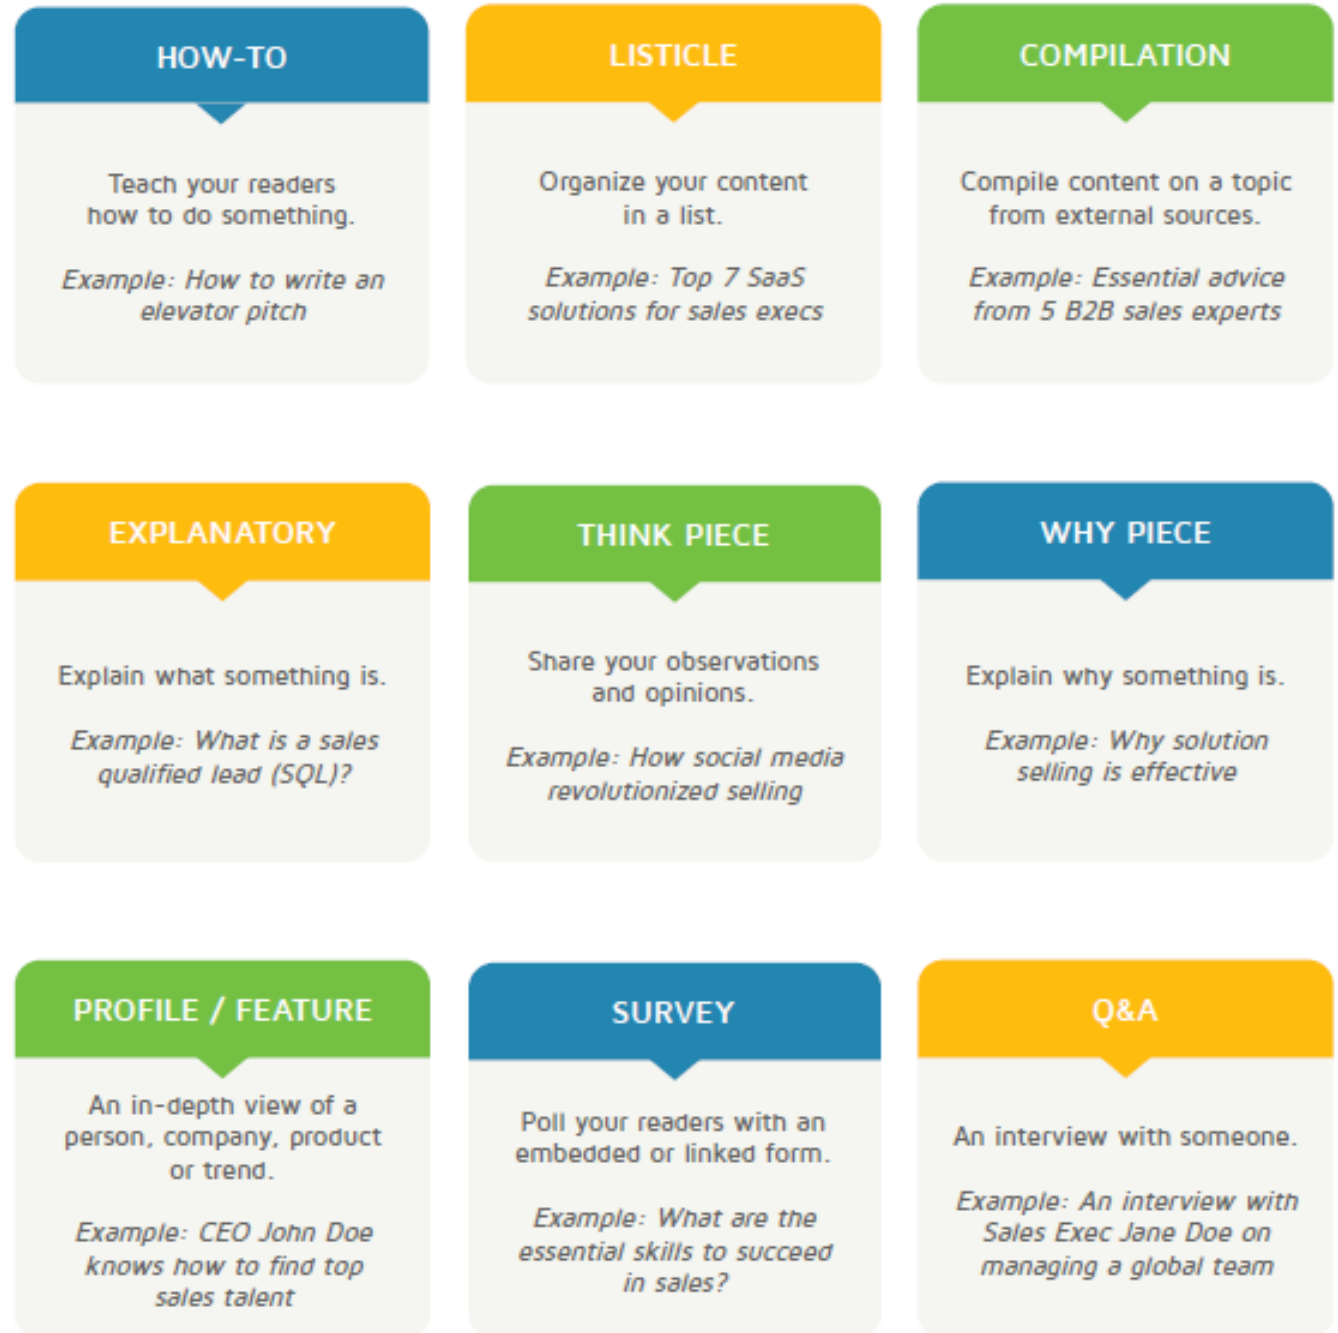 HOW-TO
Teach your readers
how to do something.
Example: How to write an
elevator pitch
LISTICLE
Organize your content
in a list.
Example: Top 7 SaaS
solutions for sales execs
COMPILATION
Compile content on a topic
from external sources.
Example: Essential advice
from 5 B2B sales experts
EXPLANATORY
Explain what something is.
Example: What is a sales
qualified lead (SQL)?
THINK PIECE
Share your observations
and opinions.
Example: How social media
revolutionized selling
WHY PIECE
Explain why something is.
Example: Why solution
selling is effective
PROFILE / FEATURE
An in-depth view of a
person, company, product
or trend.
Example: CEO John Doe
knows how to find top
sales talent
SURVEY
Poll your readers with an
embedded or linked form.
Example: What are the
essential skills to succeed
in sales?
Q&A
An interview with someone.
Example: An interview with
Sales Exec Jane Doe on
managing a global team